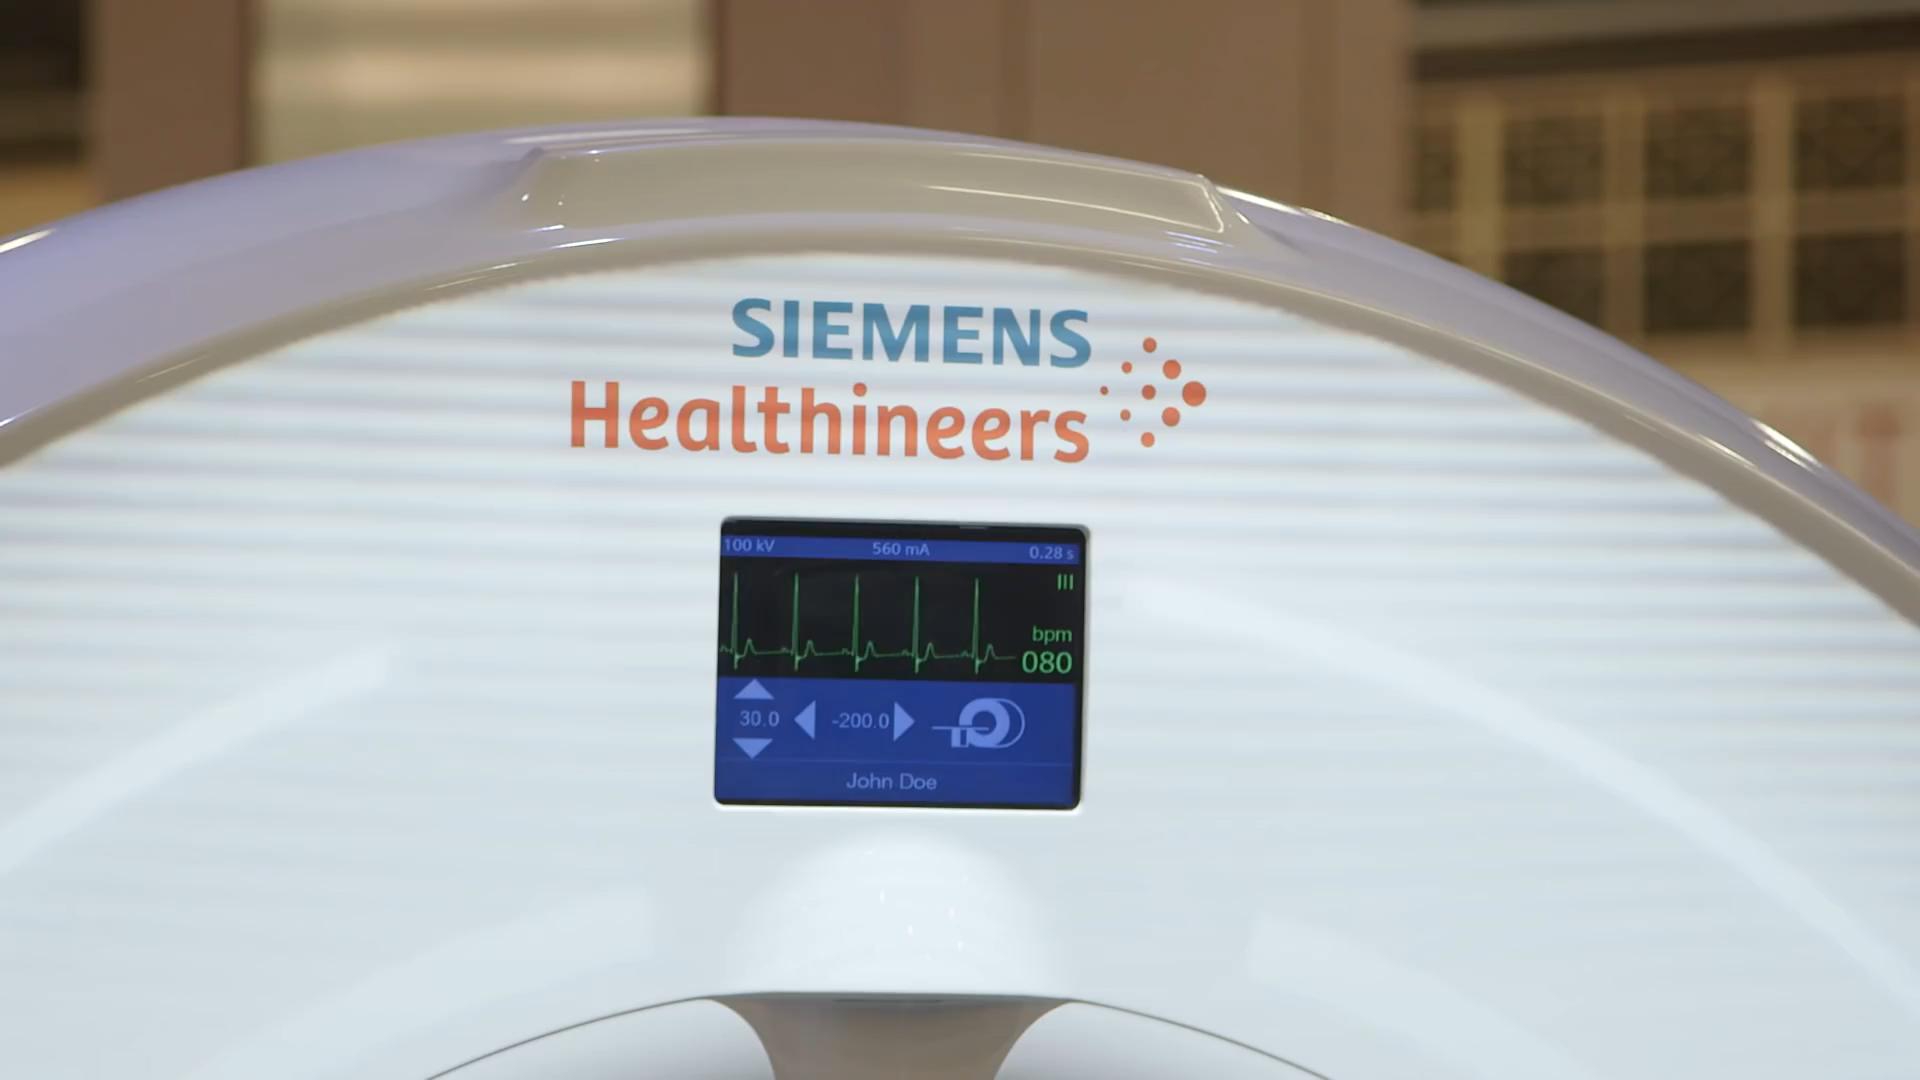 SIEMENS
Healthineers
100 kV 560 mA 0.28 s
III
bpm
080
30.0 -200.0
John Doe